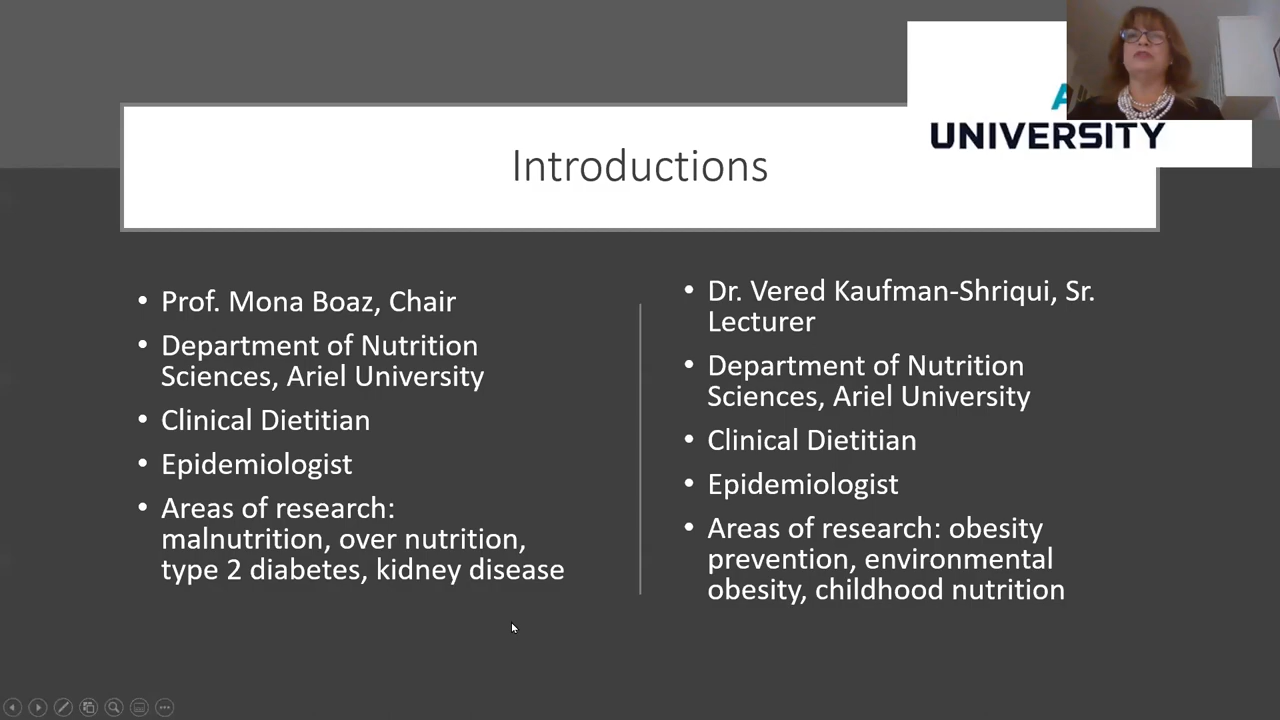 UNIVERSITY
Introductions
• Prof. Mona Boaz, Chair
• Department of Nutrition
Sciences, Ariel University
• Clinical Dietitian
• Epidemiologist
• Areas of research:
malnutrition, over nutrition,
type 2 diabetes, kidney disease
• Dr. Vered Kaufman-Shriqui, Sr.
Lecturer
• Department of Nutrition
Sciences, Ariel University
• Clinical Dietitian
• Epidemiologist
• Areas of research: obesity
prevention, environmental
obesity, childhood nutrition